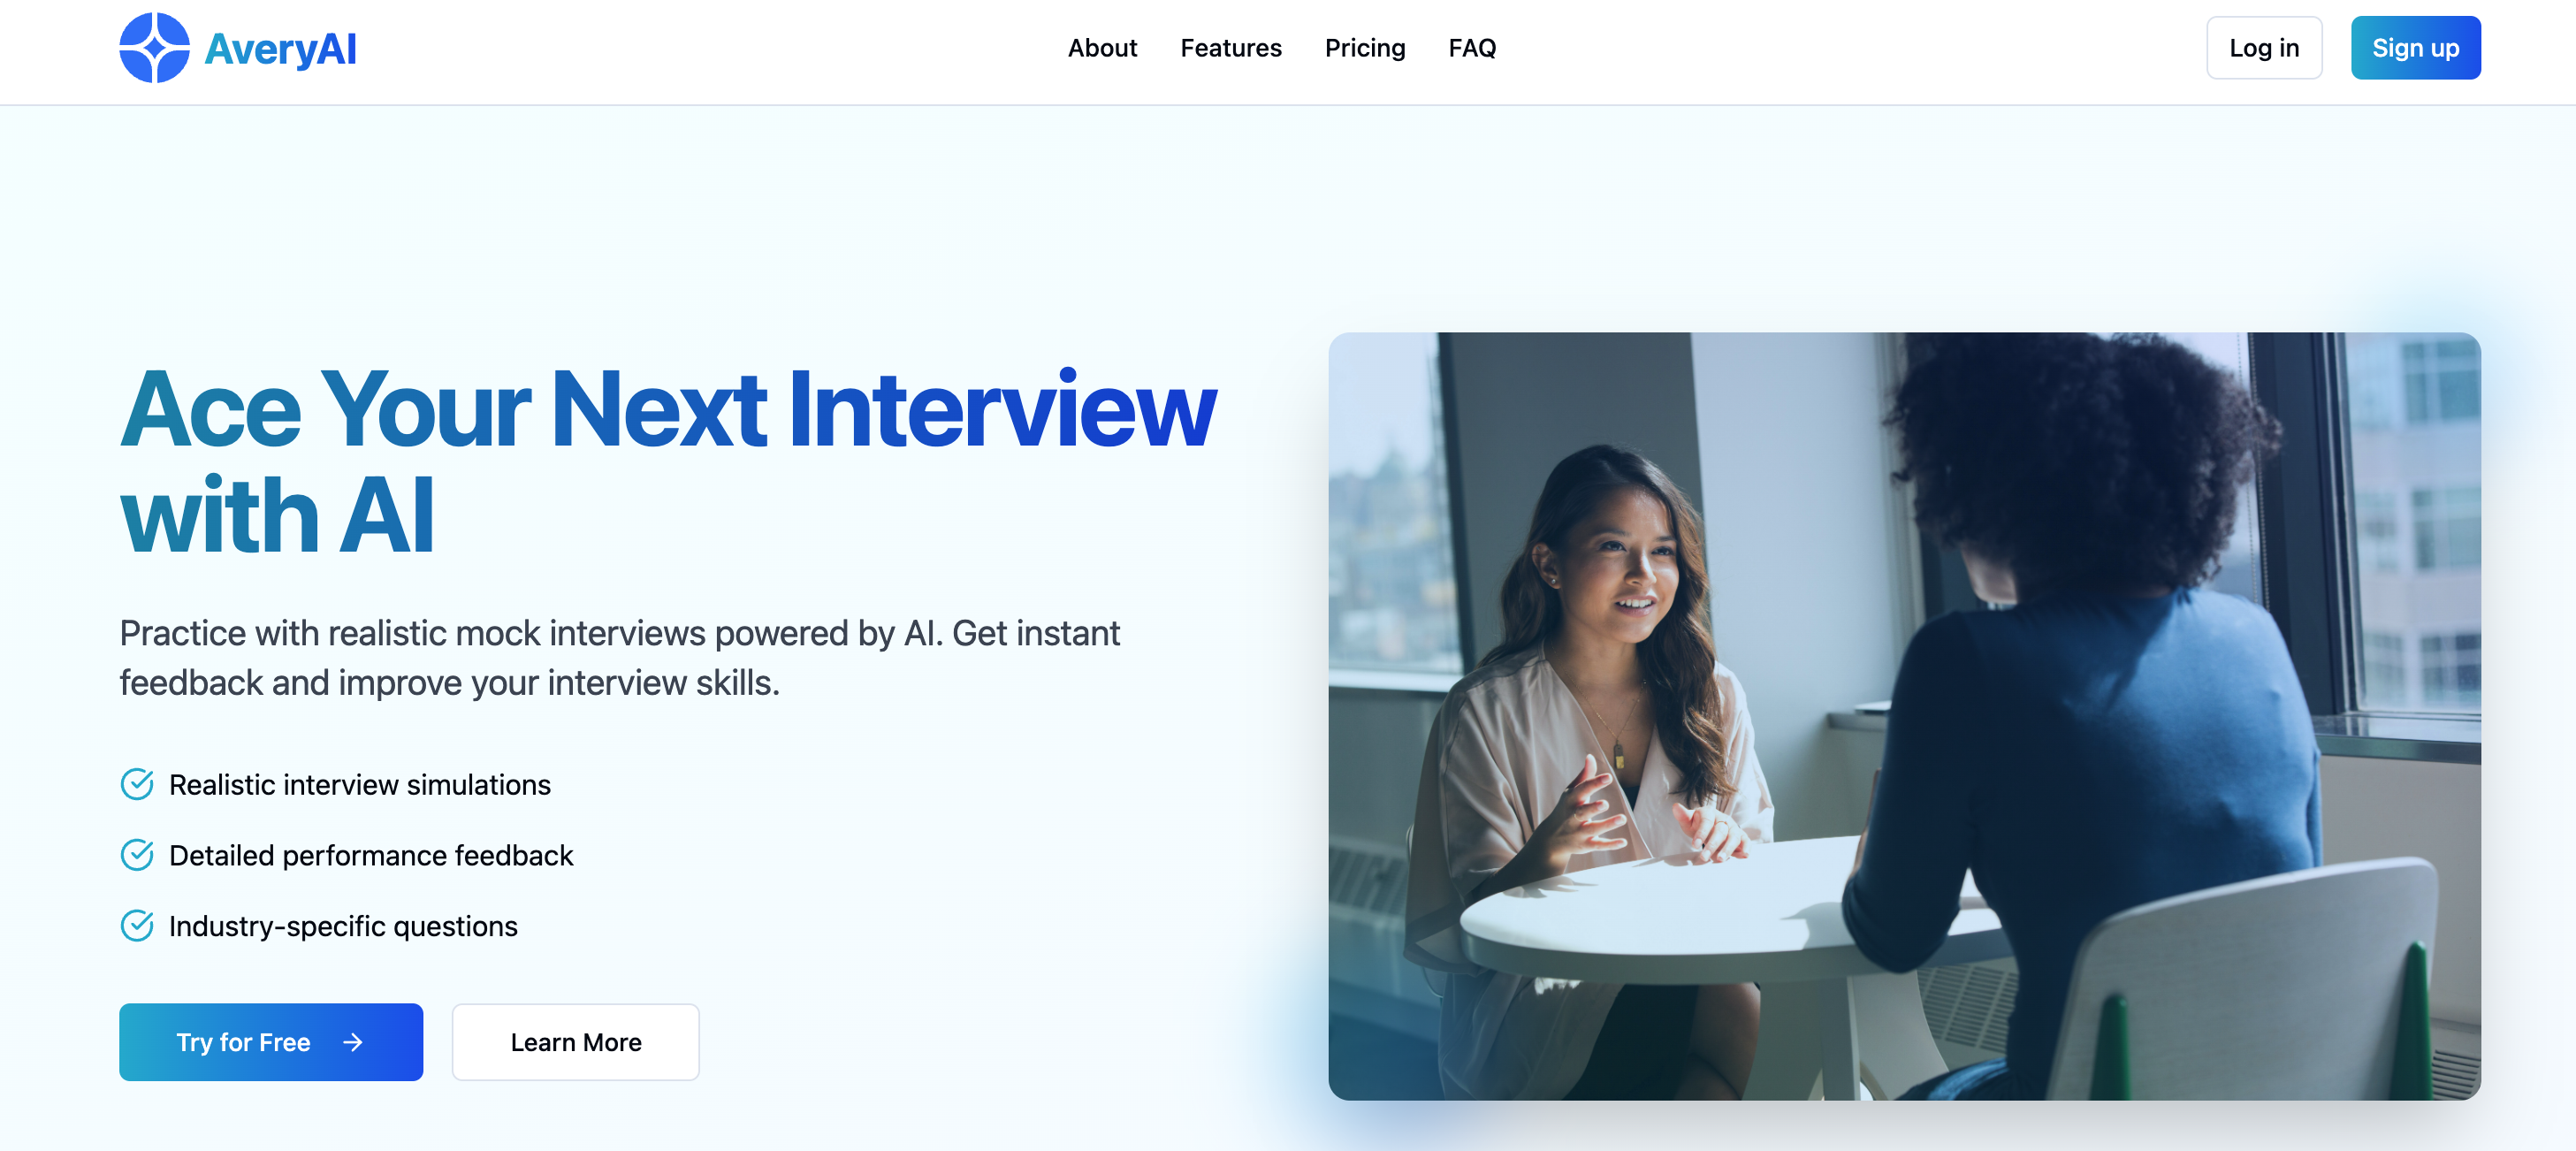 AveryAI
About
Features
Pricing
FAQ
Log in
Sign up
Ace Your Next Interview
with AI
Practice with realistic mock interviews powered by AI. Get instant
feedback and improve your interview skills.
Realistic interview simulations
Detailed performance feedback
Industry-specific questions
Try for Free
Learn More